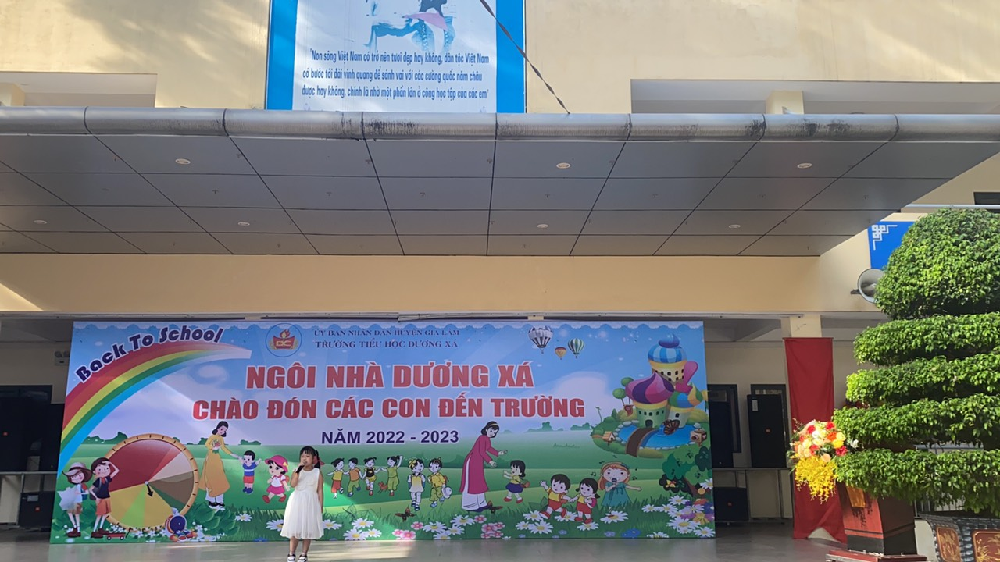 "Non sông Việt Nam có trở nên tươi đẹp hay không, dân tộc Việt Nam
có bước tới đài vinh quang để sánh vai với các cường quốc năm châu
được hay không, chính là nhờ một phần lớn ở công học tập của các em"
Back To School
ỦY BAN NHÂN DÂN HUYỆN GIA LÂM
TRƯỜNG TIỂU HỌC DƯƠNG XÁ
NGÔI NHÀ DƯƠNG XÁ
CHÀO ĐÓN CÁC CON ĐẾN TRƯỜNG
NĂM 2022 - 2023